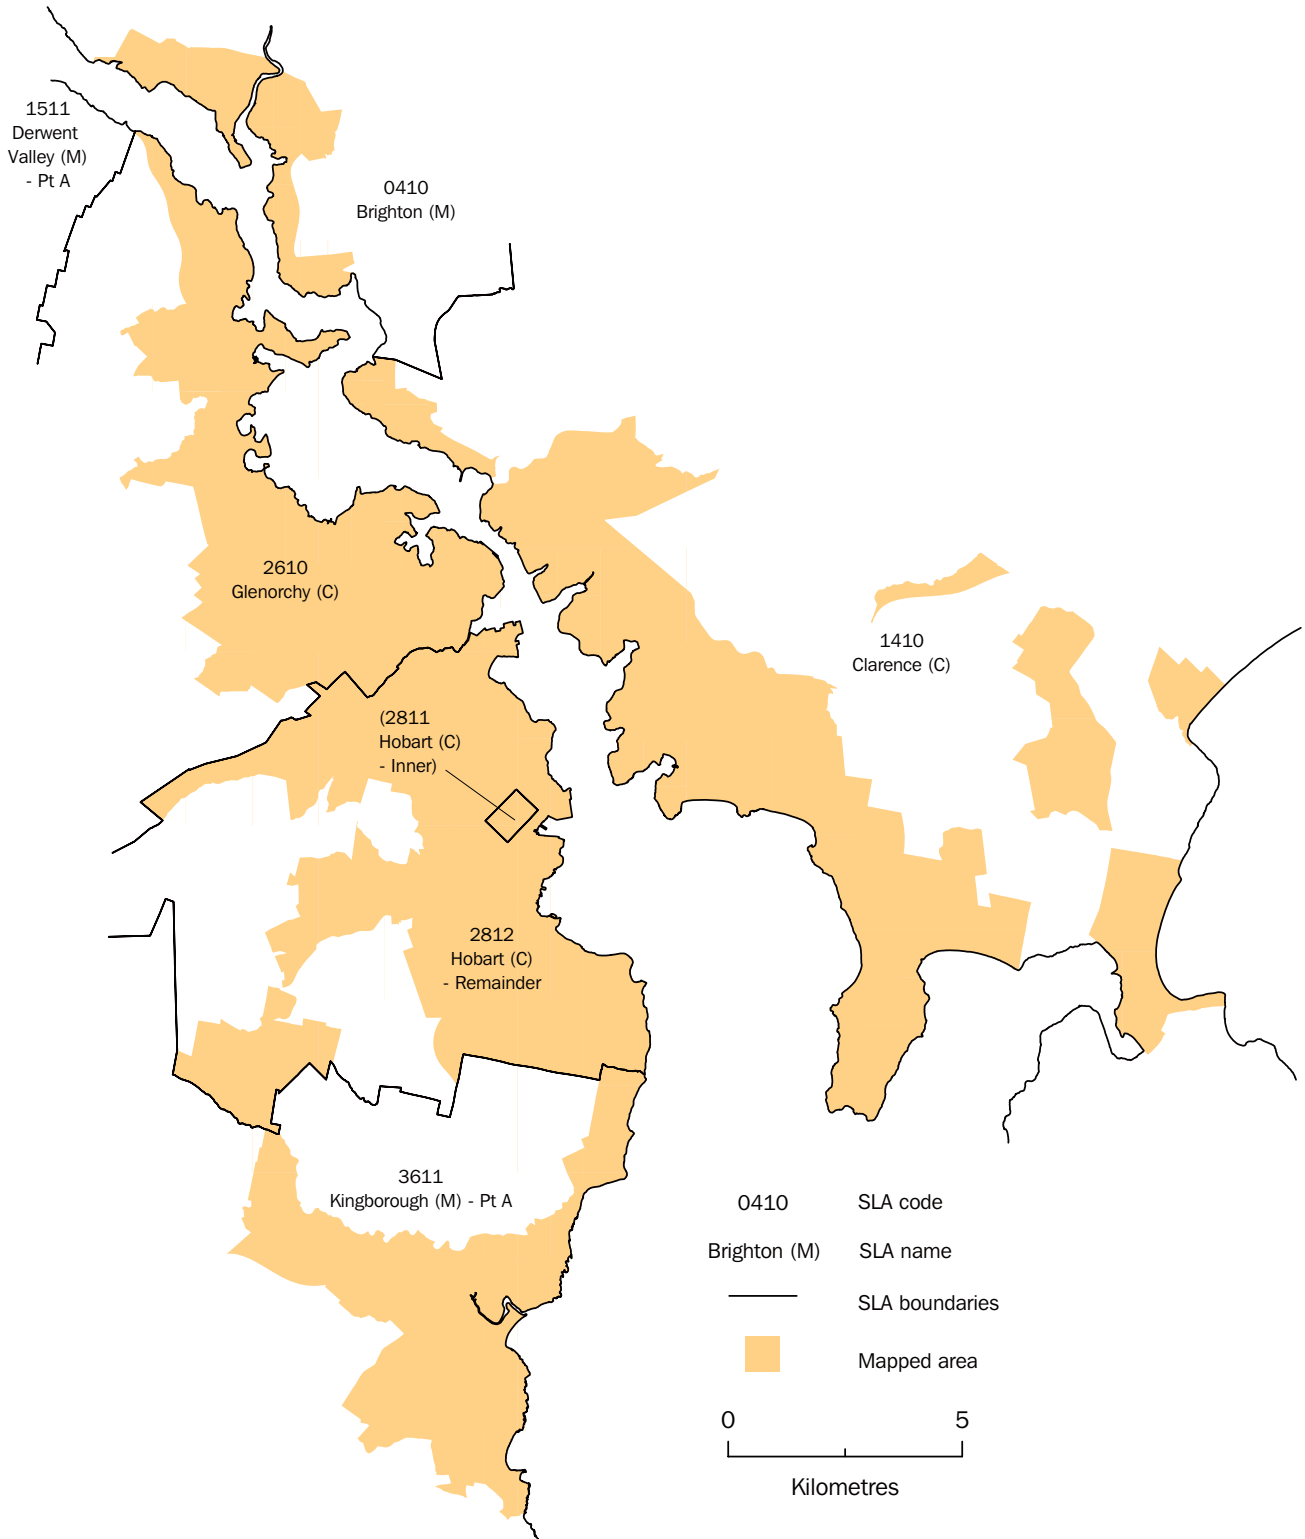 1511
Derwent
Valley (M)
- Pt A
0410
Brighton (M)
2610
Glenorchy (C)
1410
Clarence (C)
(2811
Hobart (C)
- Inner)
2812
Hobart (C)
- Remainder
3611
Kingborough (M) - Pt A
0410 SLA code
Brighton (M) SLA name
SLA boundaries
Mapped area
0 5
Kilometres